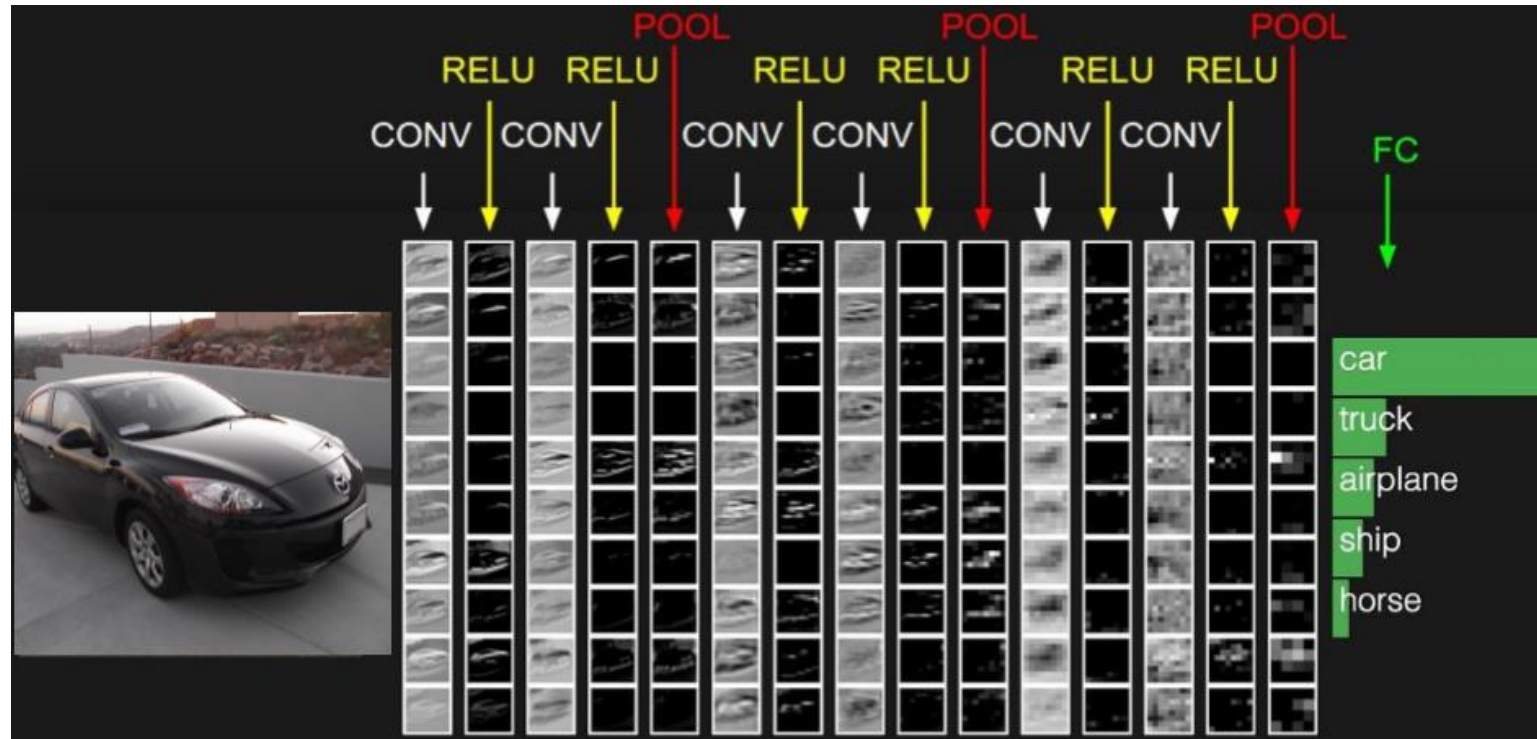 POOL POOL POOL
RELU RELU RELU RELU RELU RELU
CONV CONV CONV CONV CONV CONV
FC
car
truck
airplane
ship
horse